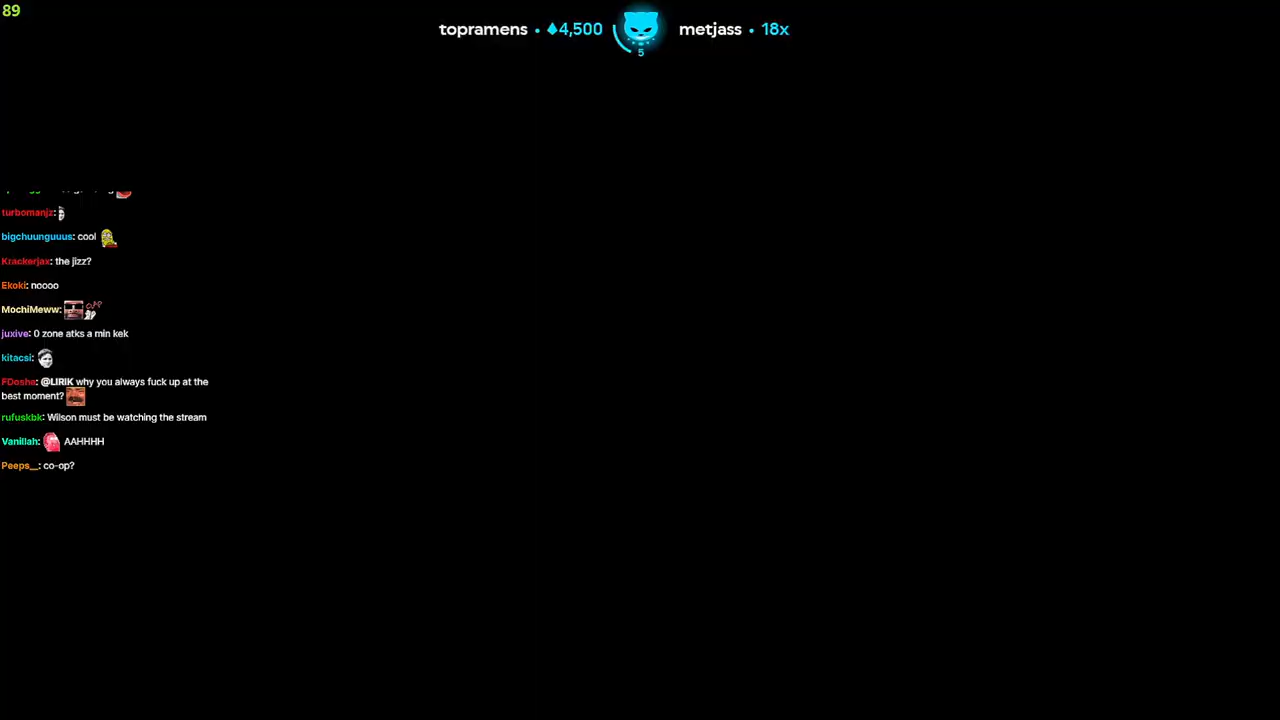 89
topramens • 4,500
5
metjass • 18x
turbomanjz:
bigchuunguuus: cool
Krackerjax: the jizz?
Ekoki: noooo
MochiMeww:
juxive: 0 zone atks a min kek
kitacsi:
FDoshe: @LIRIK why you always fuck up at the
best moment?
rufuskbk: Wilson must be watching the stream
Vanillah: AAHHHH
Peeps__: co-op?